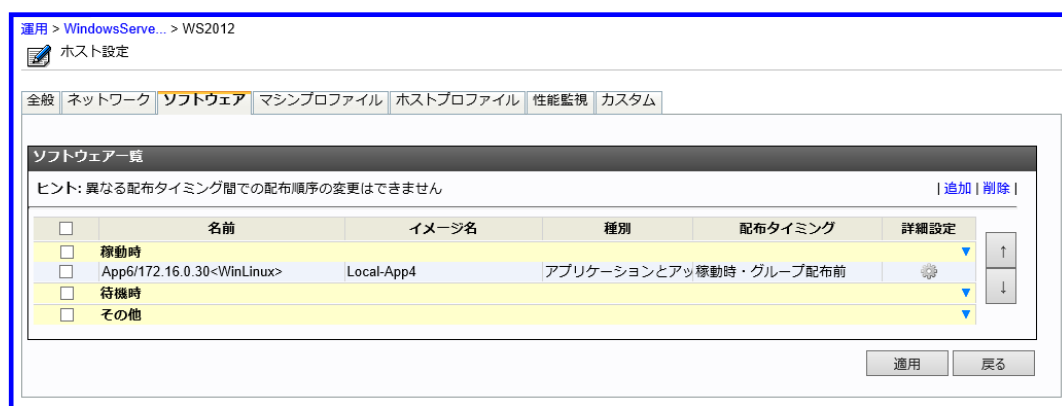 運用 > WindowsServe... > WS2012
ホスト設定
全般 ネットワーク ソフトウェア マシンプロファイル ホストプロファイル 性能監視 カスタム
ソフトウェア一覧
ヒント: 異なる配布タイミング間での配布順序の変更はできません | 追加 | 削除 |
名前 イメージ名 種別 配布タイミング 詳細設定
稼動時
App6/172.16.0.30<WinLinux> Local-App4 アプリケーションとアッ 稼動時・グループ配布前
待機時
その他
↑
↓
適用 戻る